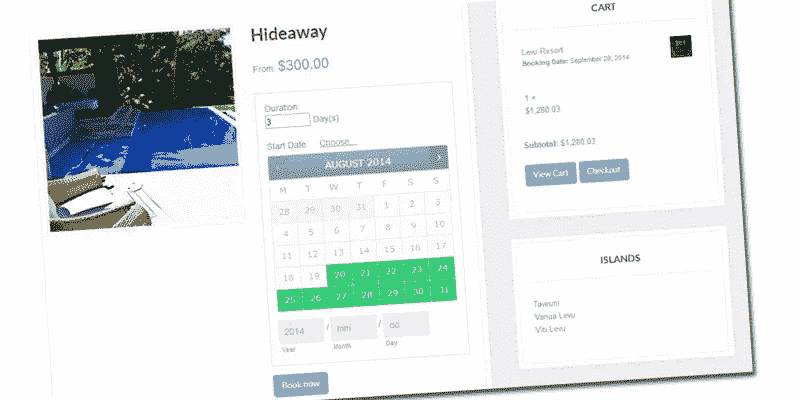 Hideaway
From: $300.00
Duration:
3 Day(s)
Start Date: Choose...
AUGUST 2014 ›
M T W T F S S
28 29 30 31 1 2 3
4 5 6 7 8 9 10
11 12 13 14 15 16 17
18 19 20 21 22 23 24
25 26 27 28 29 30 31
2014 / mm / dd
Year Month Day
Book now
CART
Levu Resort
Booking Date: September 28, 2014
1 ×
$1,280.03
Subtotal: $1,280.03
View Cart Checkout
ISLANDS
Taveuni
Vanua Levu
Viti Levu